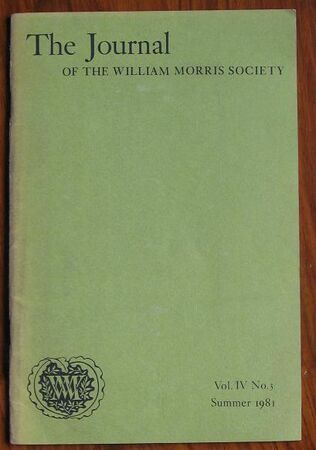 The Journal
OF THE WILLIAM MORRIS SOCIETY
Vol. IV No. 3
Summer 1981